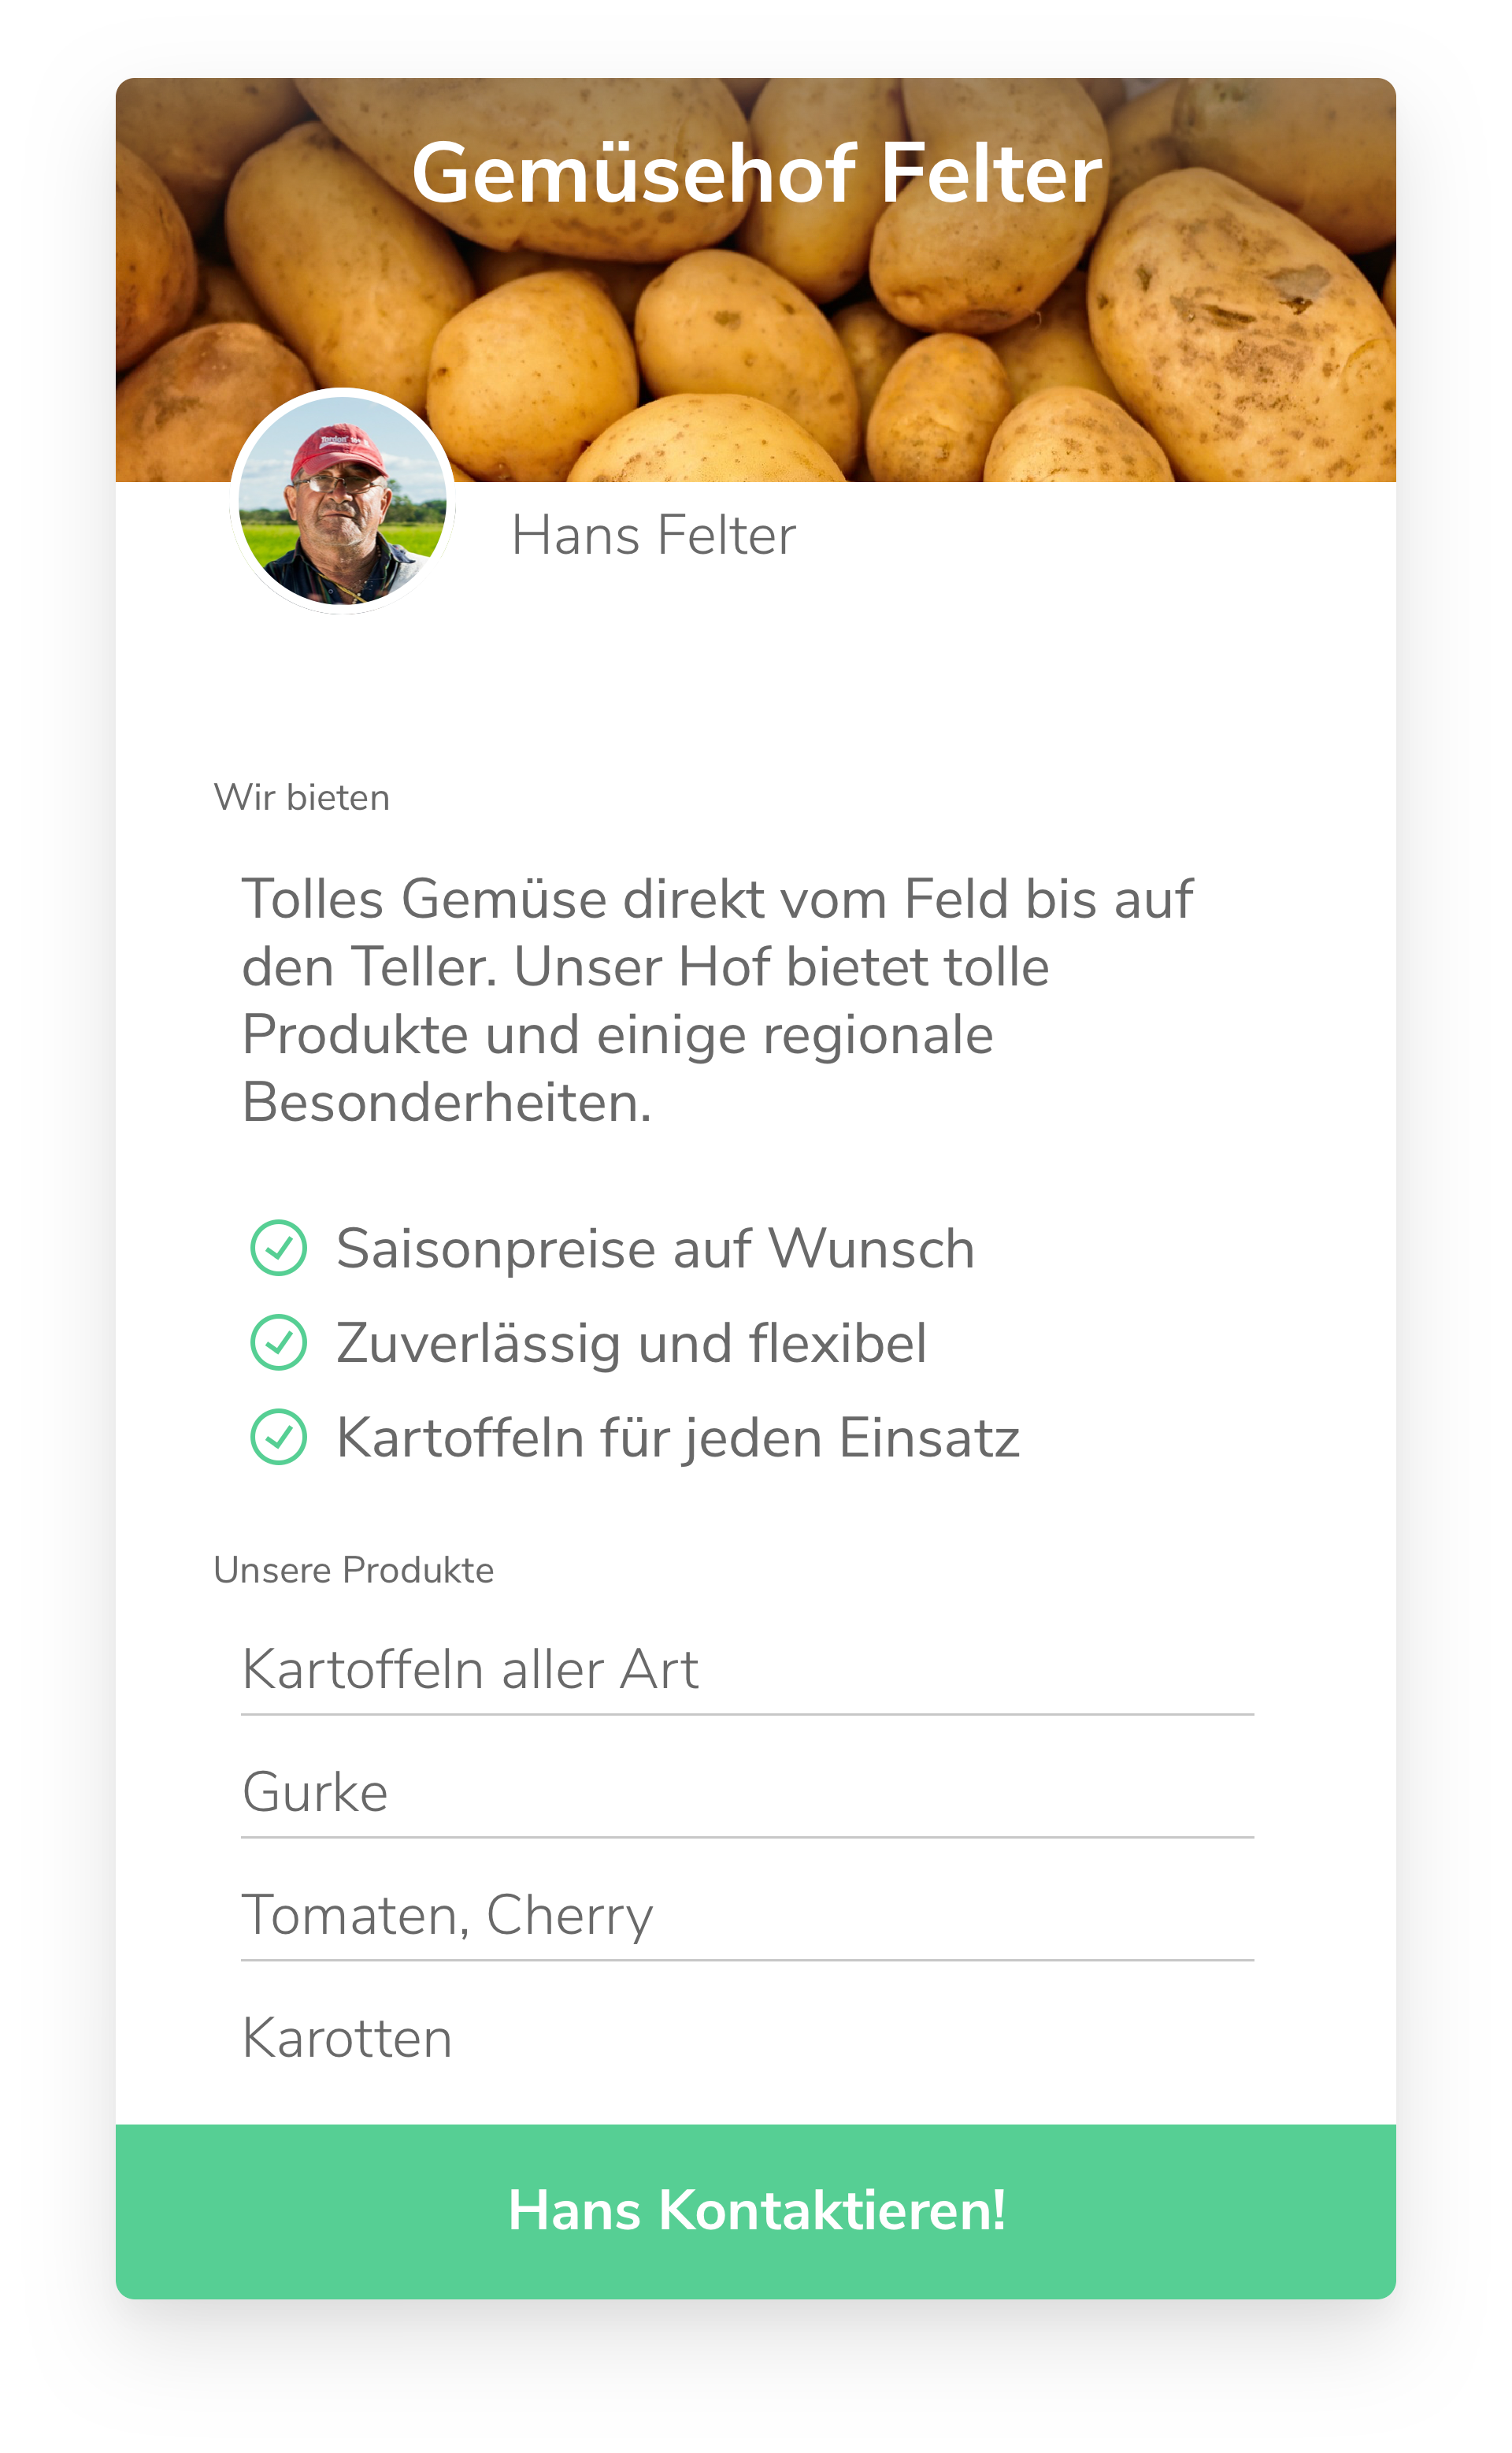 Gemüsehof Felter
Hans Felter
Wir bieten
Tolles Gemüse direkt vom Feld bis auf
den Teller. Unser Hof bietet tolle
Produkte und einige regionale
Besonderheiten.
Saisonpreise auf Wunsch
Zuverlässig und flexibel
Kartoffeln für jeden Einsatz
Unsere Produkte
Kartoffeln aller Art
Gurke
Tomaten, Cherry
Karotten
Hans Kontaktieren!